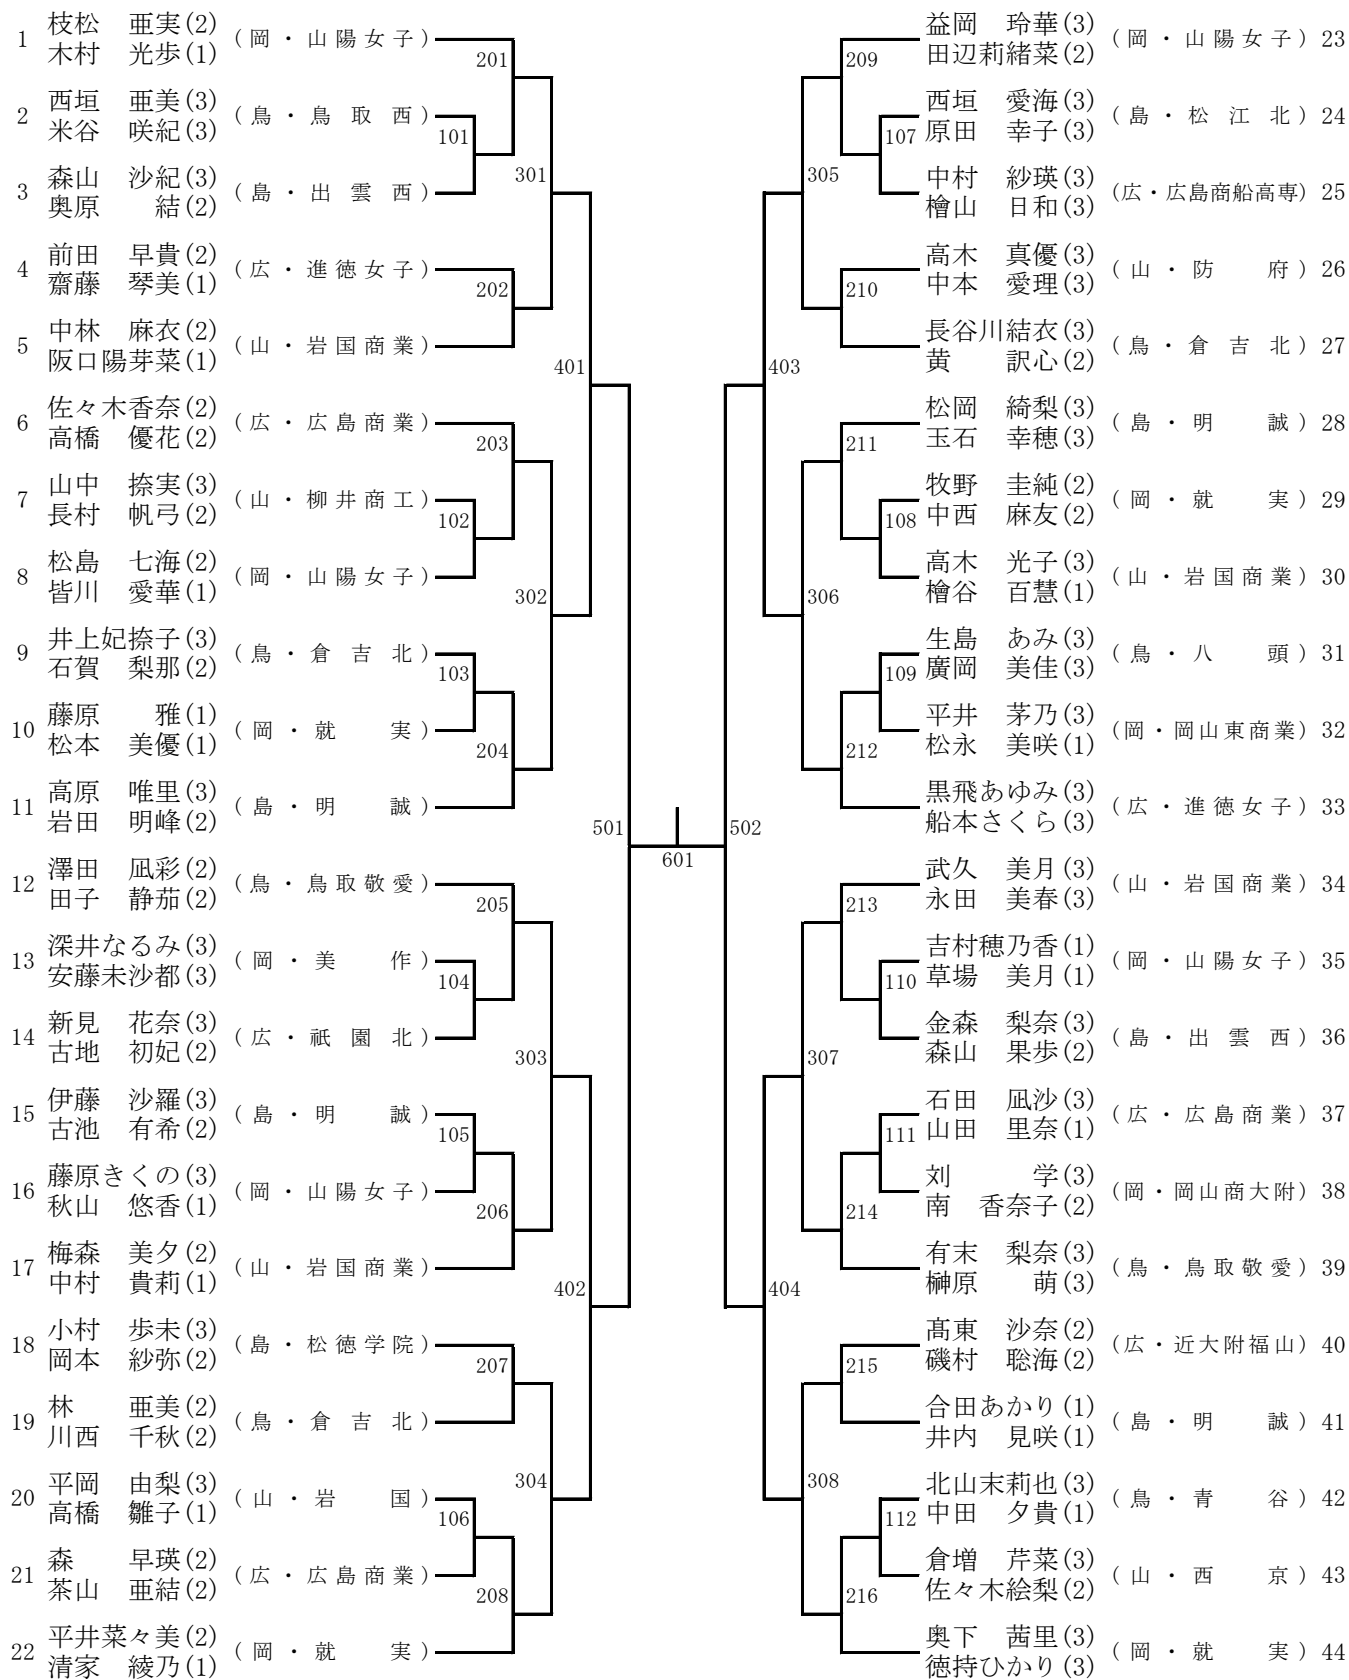 1 枝松 亜実(2) (岡・山陽女子)
木村 光歩(1)
2 西垣 亜美(3) (鳥・鳥取西)
米谷 咲紀(3)
3 森山 沙紀(3) (島・出雲西)
奥原 結(2)
4 前田 早貴(2) (広・進徳女子)
齋藤 琴美(1)
5 中林 麻衣(2) (山・岩国商業)
阪口陽芽菜(1)
6 佐々木香奈(2) (広・広島商業)
高橋 優花(2)
7 山中 捺実(3) (山・柳井商工)
長村 帆弓(2)
8 松島 七海(2) (岡・山陽女子)
皆川 愛華(1)
9 井上妃捺子(3) (鳥・倉吉北)
石賀 梨那(2)
10 藤原 雅(1) (岡・就実)
松本 美優(1)
11 高原 唯里(3) (島・明誠)
岩田 明峰(2)
12 澤田 凪彩(2) (鳥・鳥取敬愛)
田子 静茄(2)
13 深井なるみ(3) (岡・美作)
安藤未沙都(3)
14 新見 花奈(3) (広・祇園北)
古地 初妃(2)
15 伊藤 沙羅(3) (島・明誠)
古池 有希(2)
16 藤原きくの(3) (岡・山陽女子)
秋山 悠香(1)
17 梅森 美夕(2) (山・岩国商業)
中村 貴莉(1)
18 小村 歩未(3) (島・松徳学院)
岡本 紗弥(2)
19 林 亜美(2) (鳥・倉吉北)
川西 千秋(2)
20 平岡 由梨(3) (山・岩国)
高橋 雛子(1)
21 森 早瑛(2) (広・広島商業)
茶山 亜結(2)
22 平井菜々美(2) (岡・就実)
清家 綾乃(1)
201
101
301
202
401
203
102
302
103
204
501
205
104
303
105
206
402
207
304
106
208
601
209
107
305
210
403
211
108
306
109
212
502
213
110
307
111
214
404
215
308
112
216
益岡 玲華(3) (岡・山陽女子) 23
田辺莉緒菜(2)
西垣 愛海(3) (島・松江北) 24
原田 幸子(3)
中村 紗瑛(3) (広・広島商船高専) 25
檜山 日和(3)
高木 真優(3) (山・防府) 26
中本 愛理(3)
長谷川結衣(3) (鳥・倉吉北) 27
黄 訳心(2)
松岡 綺梨(3) (島・明誠) 28
玉石 幸穂(3)
牧野 圭純(2) (岡・就実) 29
中西 麻友(2)
高木 光子(3) (山・岩国商業) 30
檜谷 百慧(1)
生島 あみ(3) (鳥・八頭) 31
廣岡 美佳(3)
平井 茅乃(3) (岡・岡山東商業) 32
松永 美咲(1)
黒飛あゆみ(3) (広・進徳女子) 33
船本さくら(3)
武久 美月(3) (山・岩国商業) 34
永田 美春(3)
吉村穂乃香(1) (岡・山陽女子) 35
草場 美月(1)
金森 梨奈(3) (島・出雲西) 36
森山 果歩(2)
石田 凪沙(3) (広・広島商業) 37
山田 里奈(1)
刘 学(3) (岡・岡山商大附) 38
南 香奈子(2)
有末 梨奈(3) (鳥・鳥取敬愛) 39
榊原 萌(3)
髙東 沙奈(2) (広・近大附福山) 40
磯村 聡海(2)
合田あかり(1) (島・明誠) 41
井内 見咲(1)
北山末莉也(3) (鳥・青谷) 42
中田 夕貴(1)
倉増 芹菜(3) (山・西京) 43
佐々木絵梨(2)
奥下 茜里(3) (岡・就実) 44
徳持ひかり(3)